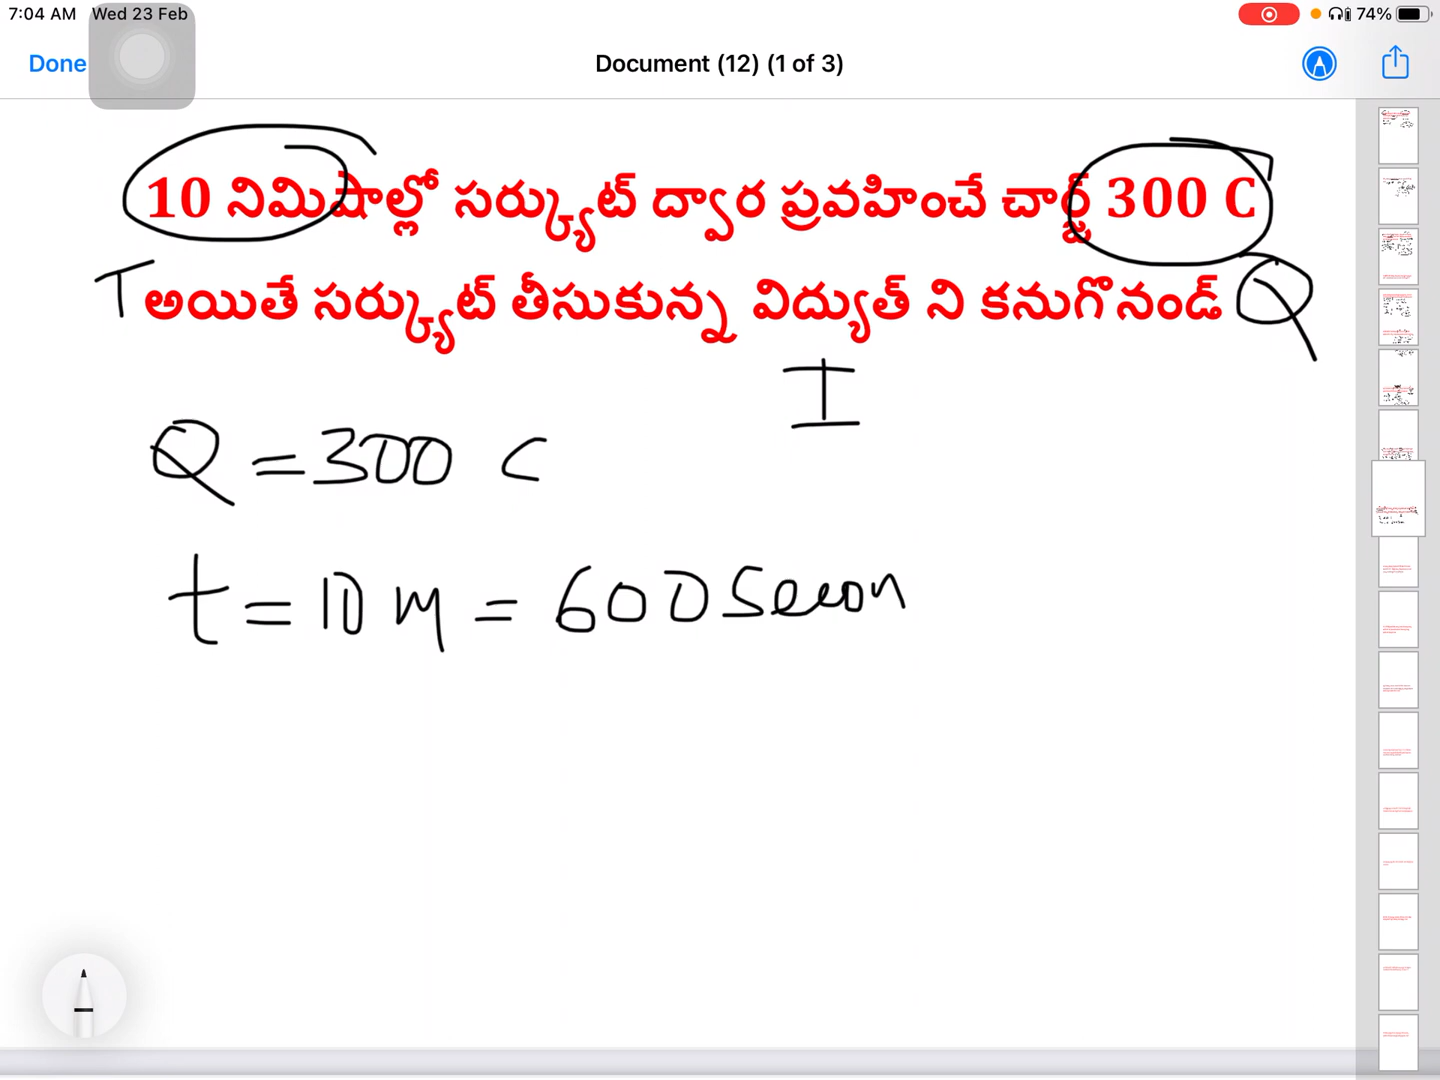 7:04 AM Wed 23 Feb 74%
Done Document (12) (1 of 3)
10 నిమిషాల్లో సర్క్యుట్ ద్వార ప్రవహించే చార్జ్ 300 C
T అయితే సర్క్యుట్ తీసుకున్న విద్యుత్ ని కనుగొనండ్ Q
I
Q = 300 C
t = 10 M = 600 Secon